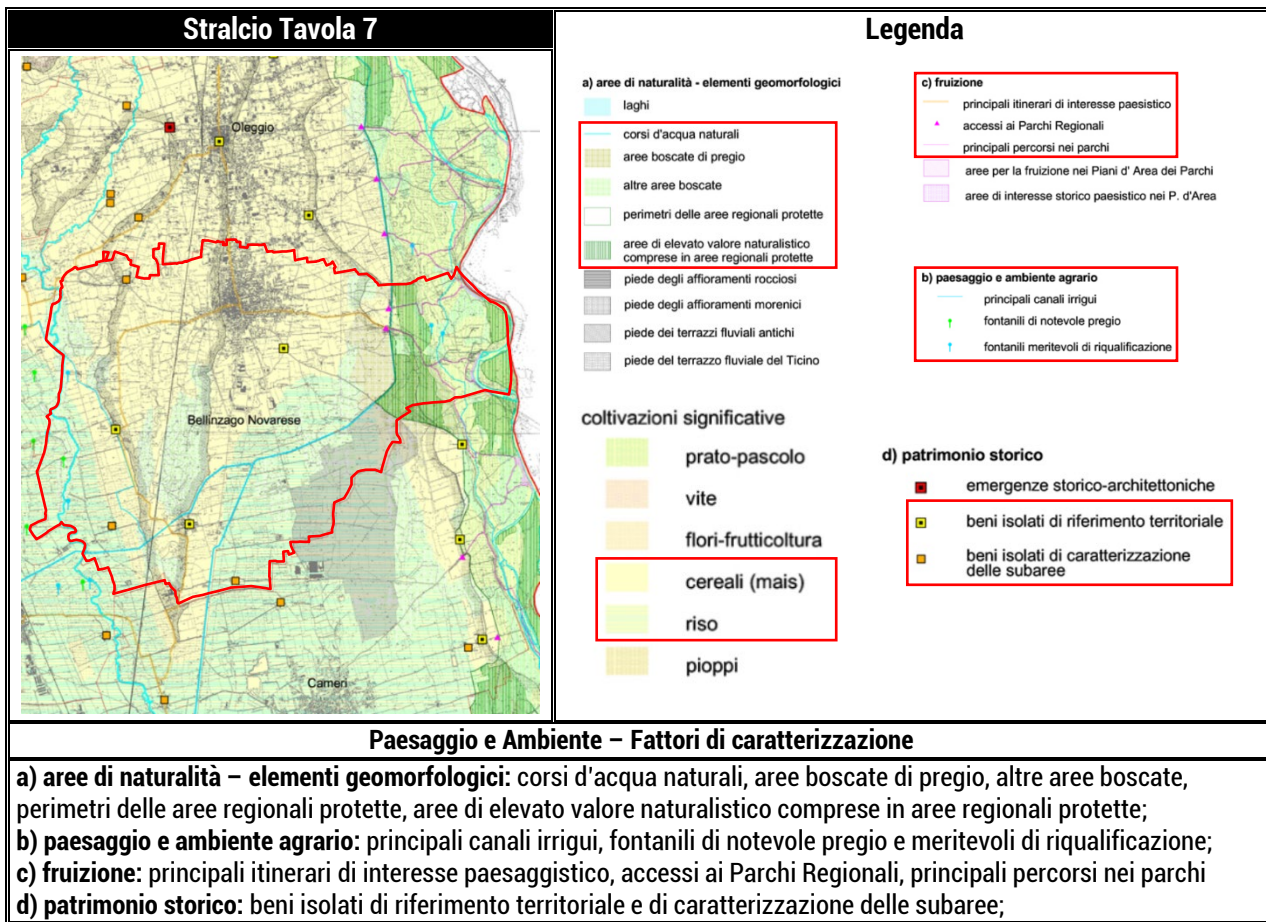 Stralcio Tavola 7
Legenda
Oleggio
Bellinzago Novarese
Cameri
a) aree di naturalità - elementi geomorfologici
laghi
corsi d'acqua naturali
aree boscate di pregio
altre aree boscate
perimetri delle aree regionali protette
aree di elevato valore naturalistico
comprese in aree regionali protette
piede degli affioramenti rocciosi
piede degli affioramenti morenici
piede dei terrazzi fluviali antichi
piede del terrazzo fluviale del Ticino
coltivazioni significative
prato-pascolo
vite
flori-frutticoltura
cereali (mais)
riso
pioppi
c) fruizione
principali itinerari di interesse paesistico
accessi ai Parchi Regionali
principali percorsi nei parchi
aree per la fruizione nei Piani d' Area dei Parchi
aree di interesse storico paesistico nei P. d'Area
b) paesaggio e ambiente agrario
principali canali irrigui
fontanili di notevole pregio
fontanili meritevoli di riqualificazione
d) patrimonio storico
emergenze storico-architettoniche
beni isolati di riferimento territoriale
beni isolati di caratterizzazione
delle subaree
Paesaggio e Ambiente – Fattori di caratterizzazione
a) aree di naturalità – elementi geomorfologici: corsi d'acqua naturali, aree boscate di pregio, altre aree boscate,
perimetri delle aree regionali protette, aree di elevato valore naturalistico comprese in aree regionali protette;
b) paesaggio e ambiente agrario: principali canali irrigui, fontanili di notevole pregio e meritevoli di riqualificazione;
c) fruizione: principali itinerari di interesse paesaggistico, accessi ai Parchi Regionali, principali percorsi nei parchi
d) patrimonio storico: beni isolati di riferimento territoriale e di caratterizzazione delle subaree;